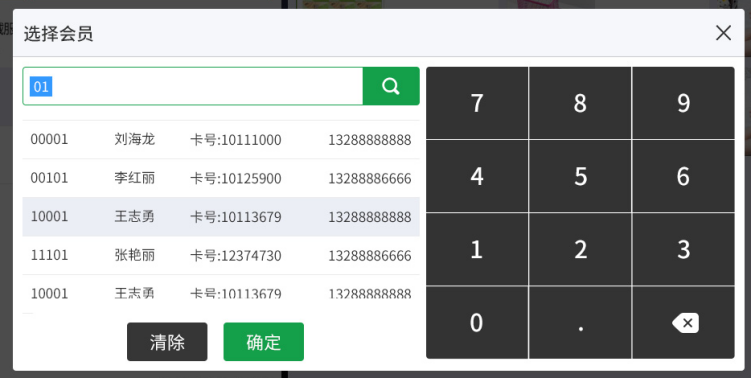 选择会员
01
00001 刘海龙 卡号:10111000 13288888888
00101 李红丽 卡号:10125900 13288886666
10001 王志勇 卡号:10113679 13288888888
11101 张艳丽 卡号:12374730 13288886666
10001 王志勇 卡号:10113679 13288888888
清除 确定
7 8 9
4 5 6
1 2 3
0 .